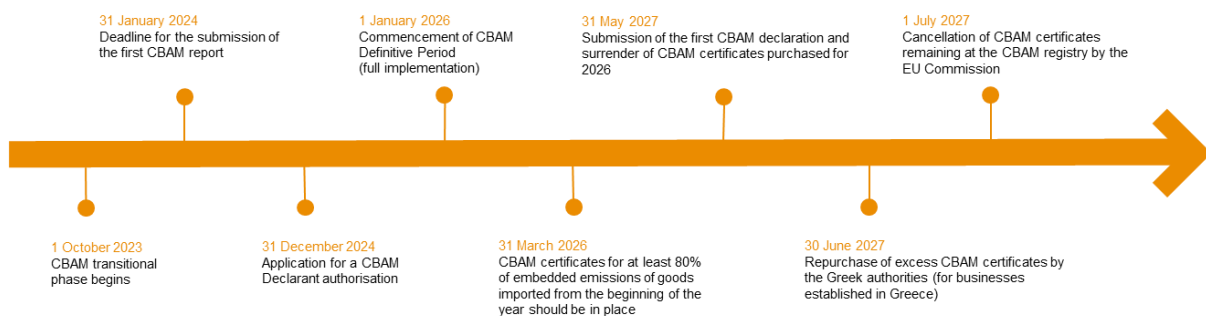 31 January 2024
Deadline for the submission of
the first CBAM report
1 January 2026
Commencement of CBAM
Definitive Period
(full implementation)
31 May 2027
Submission of the first CBAM declaration and
surrender of CBAM certificates purchased for
2026
1 July 2027
Cancellation of CBAM certificates
remaining at the CBAM registry by the
EU Commission
1 October 2023
CBAM transitional
phase begins
31 December 2024
Application for a CBAM
Declarant authorisation
31 March 2026
CBAM certificates for at least 80%
of embedded emissions of goods
imported from the beginning of the
year should be in place
30 June 2027
Repurchase of excess CBAM certificates by
the Greek authorities (for businesses
established in Greece)